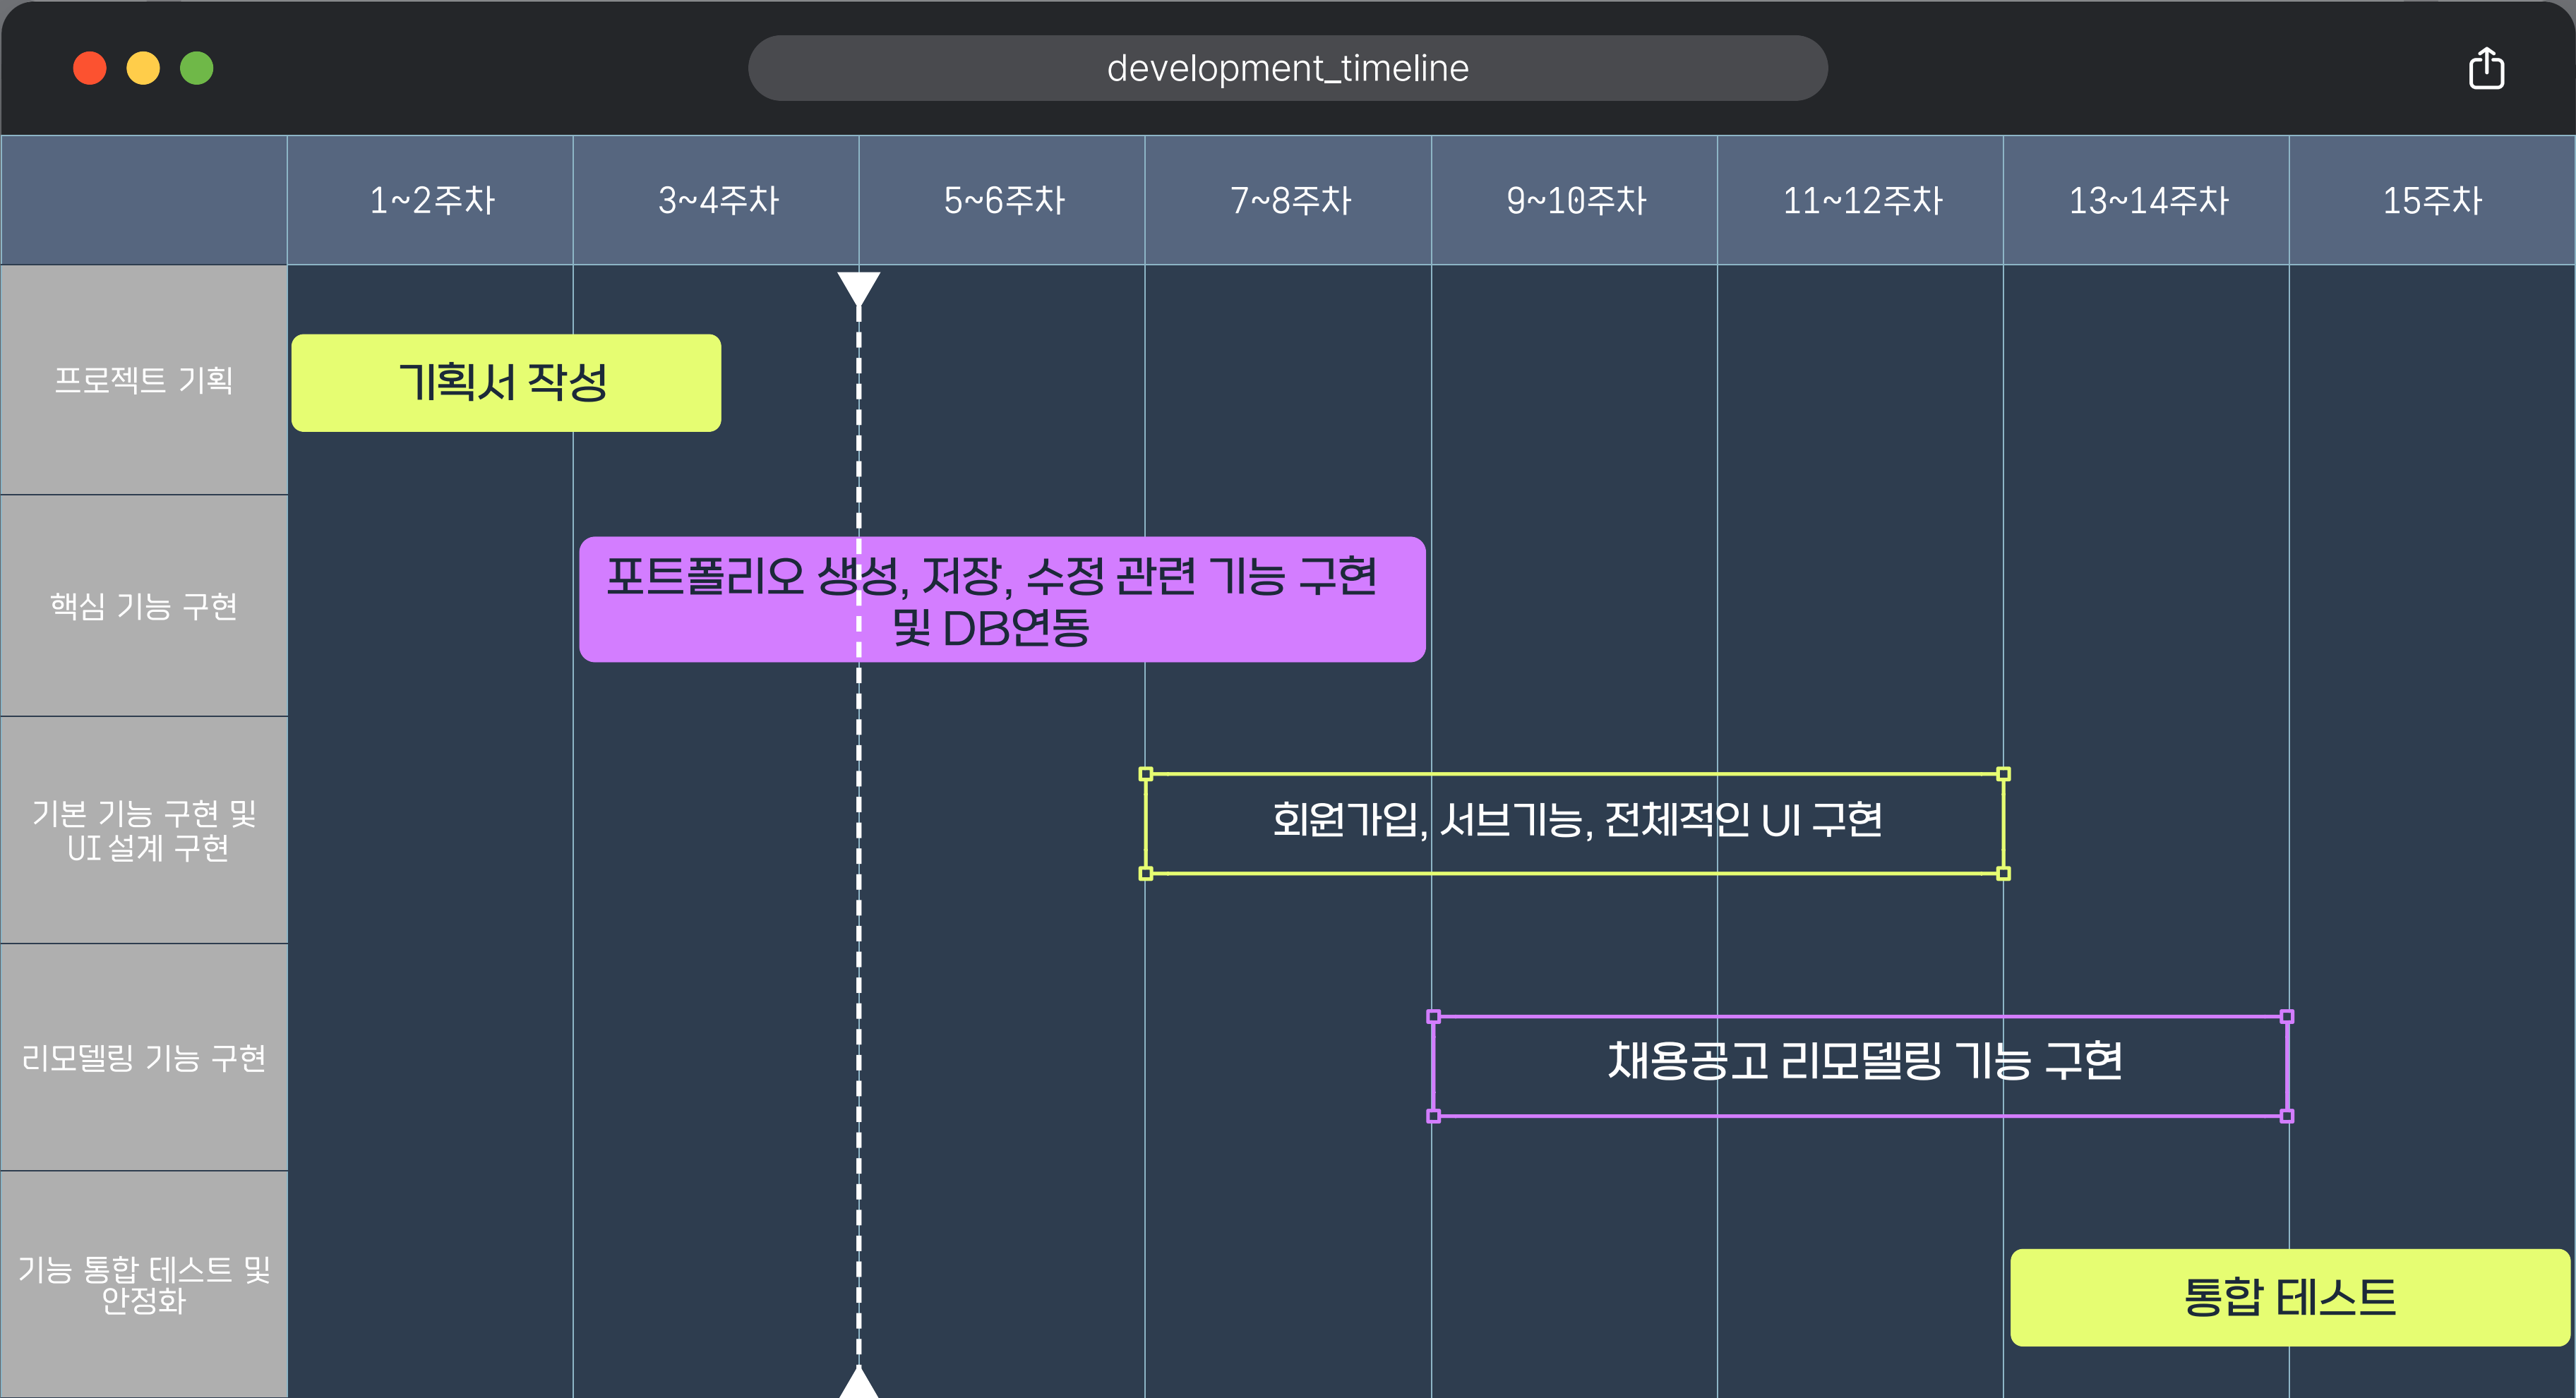 development_timeline
1~2주차
3~4주차
5~6주차
7~8주차
9~10주차
11~12주차
13~14주차
15주차
프로젝트 기획
기획서 작성
핵심 기능 구현
포트폴리오 생성, 저장, 수정 관련 기능 구현
및 DB연동
기본 기능 구현 및
UI 설계 구현
회원가입, 서브기능, 전체적인 UI 구현
리모델링 기능 구현
채용공고 리모델링 기능 구현
기능 통합 테스트 및
안정화
통합 테스트